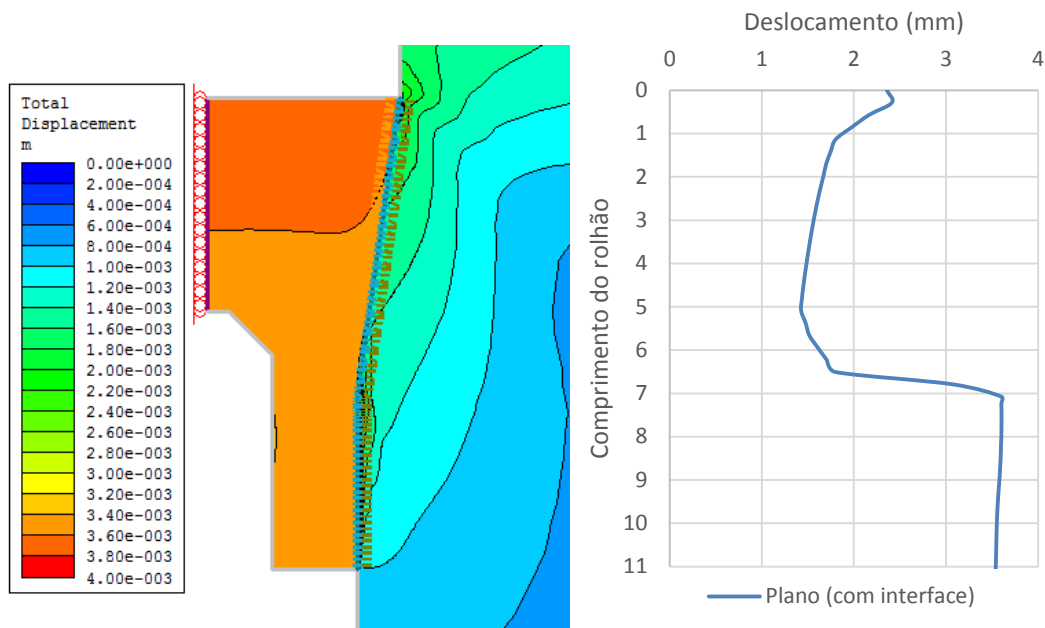 Total
Displacement
m
0.00e+000
2.00e-004
4.00e-004
6.00e-004
8.00e-004
1.00e-003
1.20e-003
1.40e-003
1.60e-003
1.80e-003
2.00e-003
2.20e-003
2.40e-003
2.60e-003
2.80e-003
3.00e-003
3.20e-003
3.40e-003
3.60e-003
3.80e-003
4.00e-003
Deslocamento (mm)
0 1 2 3 4
Comprimento do rolhão
0
1
2
3
4
5
6
7
8
9
10
11
Plano (com interface)